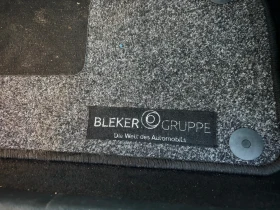 BLEKER GRUPPE
Die Welt des Automobils